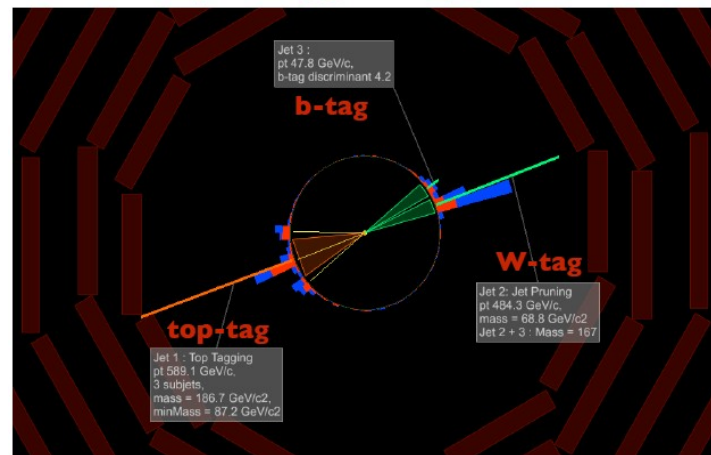 Jet 3 :
pt 47.8 GeV/c,
b-tag discriminant 4.2
b-tag
W-tag
Jet 2: Jet Pruning
pt 484.3 GeV/c,
mass = 68.8 GeV/c2
Jet 2 + 3 : Mass = 167
top-tag
Jet 1 : Top Tagging
pt 589.1 GeV/c,
3 subjets,
mass = 186.7 GeV/c2,
minMass = 87.2 GeV/c2